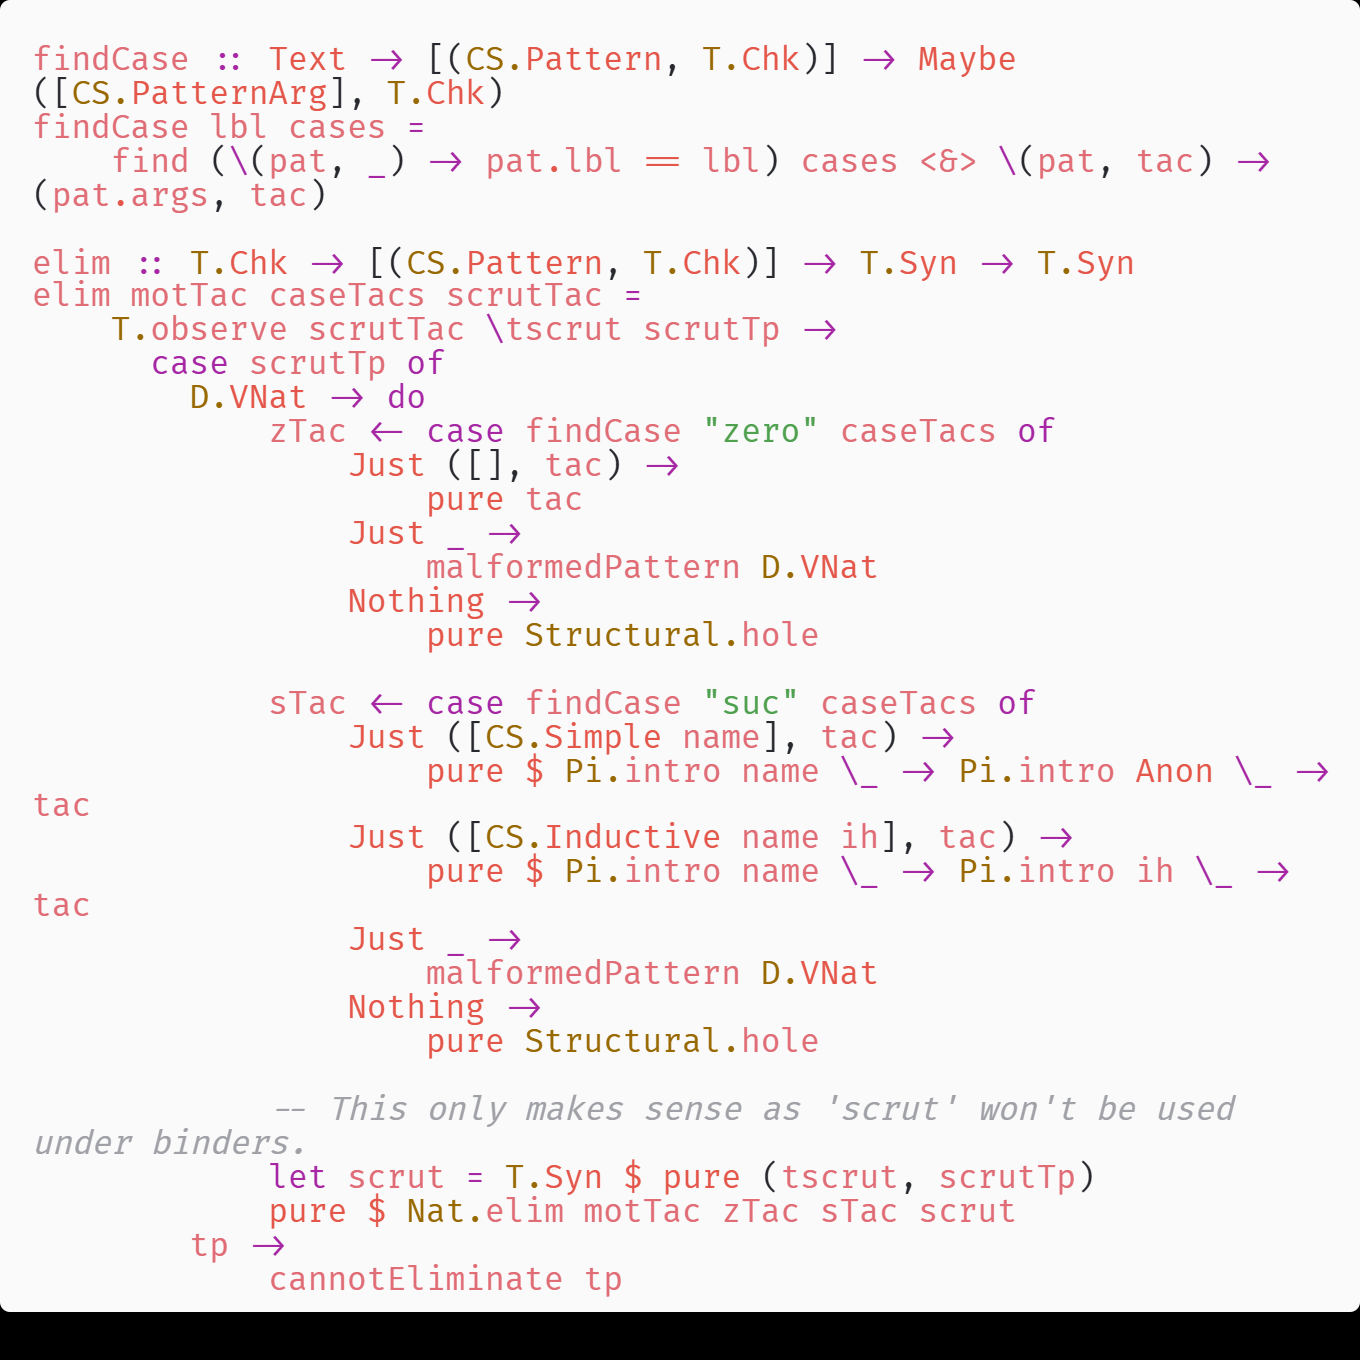 findCase :: Text -> [(CS.Pattern, T.Chk)] -> Maybe
([CS.PatternArg], T.Chk)
findCase lbl cases =
    find (\(pat, _) -> pat.lbl == lbl) cases <&> \(pat, tac) ->
(pat.args, tac)

elim :: T.Chk -> [(CS.Pattern, T.Chk)] -> T.Syn -> T.Syn
elim motTac caseTacs scrutTac =
    T.observe scrutTac \tscrut scrutTp ->
      case scrutTp of
        D.VNat -> do
            zTac <- case findCase "zero" caseTacs of
                Just ([], tac) ->
                    pure tac
                Just _ ->
                    malformedPattern D.VNat
                Nothing ->
                    pure Structural.hole

            sTac <- case findCase "suc" caseTacs of
                Just ([CS.Simple name], tac) ->
                    pure $ Pi.intro name \_ -> Pi.intro Anon \_ ->
tac
                Just ([CS.Inductive name ih], tac) ->
                    pure $ Pi.intro name \_ -> Pi.intro ih \_ ->
tac
                Just _ ->
                    malformedPattern D.VNat
                Nothing ->
                    pure Structural.hole

            -- This only makes sense as 'scrut' won't be used
under binders.
            let scrut = T.Syn $ pure (tscrut, scrutTp)
            pure $ Nat.elim motTac zTac sTac scrut
        tp ->
            cannotEliminate tp